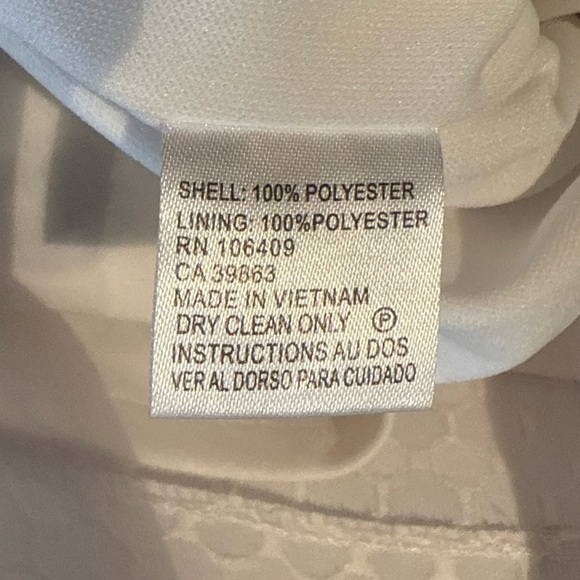 SHELL: 100% POLYESTER
LINING: 100%POLYESTER
RN 106409
CA 39863
MADE IN VIETNAM
DRY CLEAN ONLY Ⓟ
INSTRUCTIONS AU DOS
VER AL DORSO PARA CUIDADO